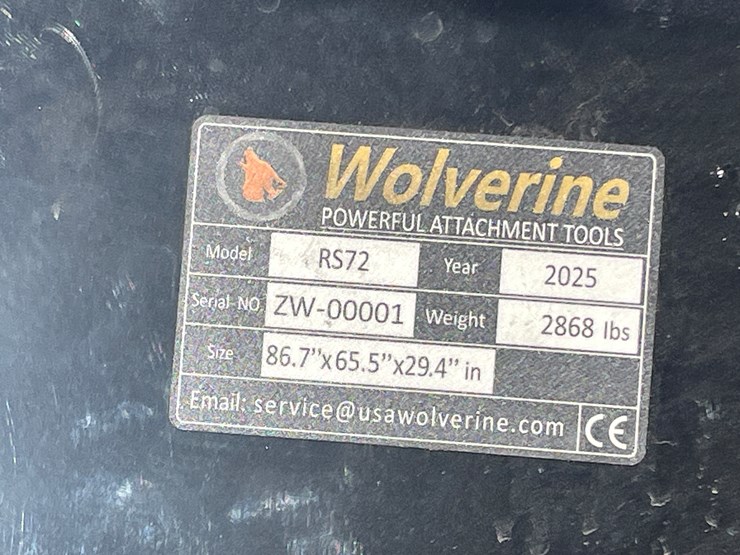 Wolverine
POWERFUL ATTACHMENT TOOLS
Model RS72 Year 2025
Serial NO. ZW-00001 Weight 2868 lbs
Size 86.7"x65.5"x29.4" in
Email: service@usawolverine.com CE